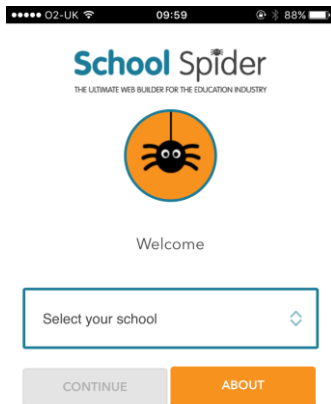 O2-UK 09:59 88%
School Spider
THE ULTIMATE WEB BUILDER FOR THE EDUCATION INDUSTRY
Welcome
Select your school
CONTINUE ABOUT